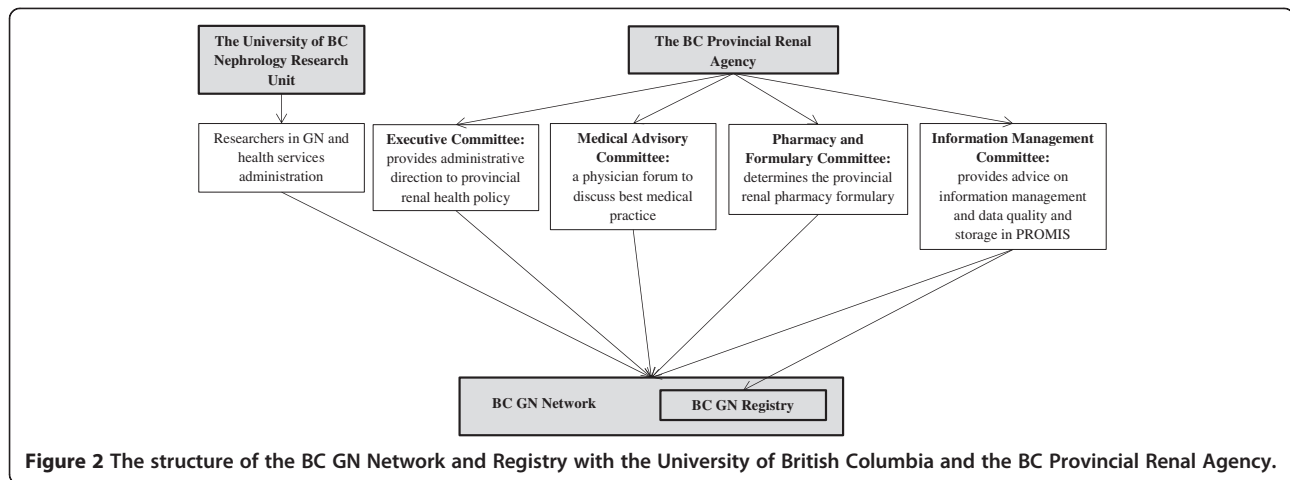 The University of BC
Nephrology Research
Unit
The BC Provincial Renal
Agency
Researchers in GN and
health services
administration
Executive Committee:
provides administrative
direction to provincial
renal health policy
Medical Advisory
Committee:
a physician forum to
discuss best medical
practice
Pharmacy and
Formulary Committee:
determines the provincial
renal pharmacy formulary
Information Management
Committee:
provides advice on
information management
and data quality and
storage in PROMIS
BC GN Network
BC GN Registry
Figure 2 The structure of the BC GN Network and Registry with the University of British Columbia and the BC Provincial Renal Agency.